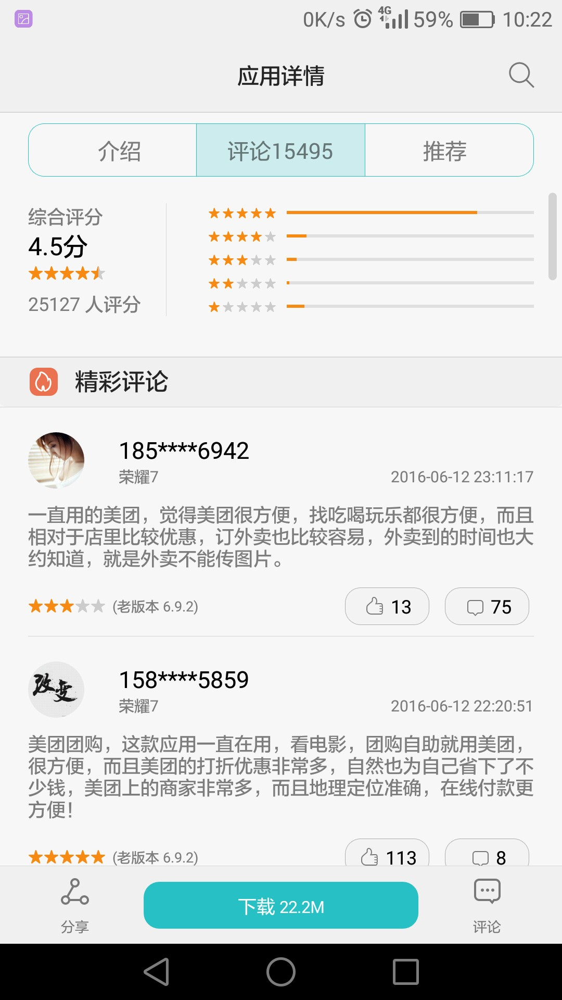 0K/s 4G 59% 10:22
应用详情
介绍 评论15495 推荐
综合评分
4.5分
25127 人评分
精彩评论
185****6942
荣耀7 2016-06-12 23:11:17
一直用的美团，觉得美团很方便，找吃喝玩乐都很方便，而且
相对于店里比较优惠，订外卖也比较容易，外卖到的时间也大
约知道，就是外卖不能传图片。
(老版本 6.9.2) 13 75
改变
158****5859
荣耀7 2016-06-12 22:20:51
美团团购，这款应用一直在用，看电影，团购自助就用美团，
很方便，而且美团的打折优惠非常多，自然也为自己省下了不
少钱，美团上的商家非常多，而且地理定位准确，在线付款更
方便！
(老版本 6.9.2) 113 8
分享 下载 22.2M 评论